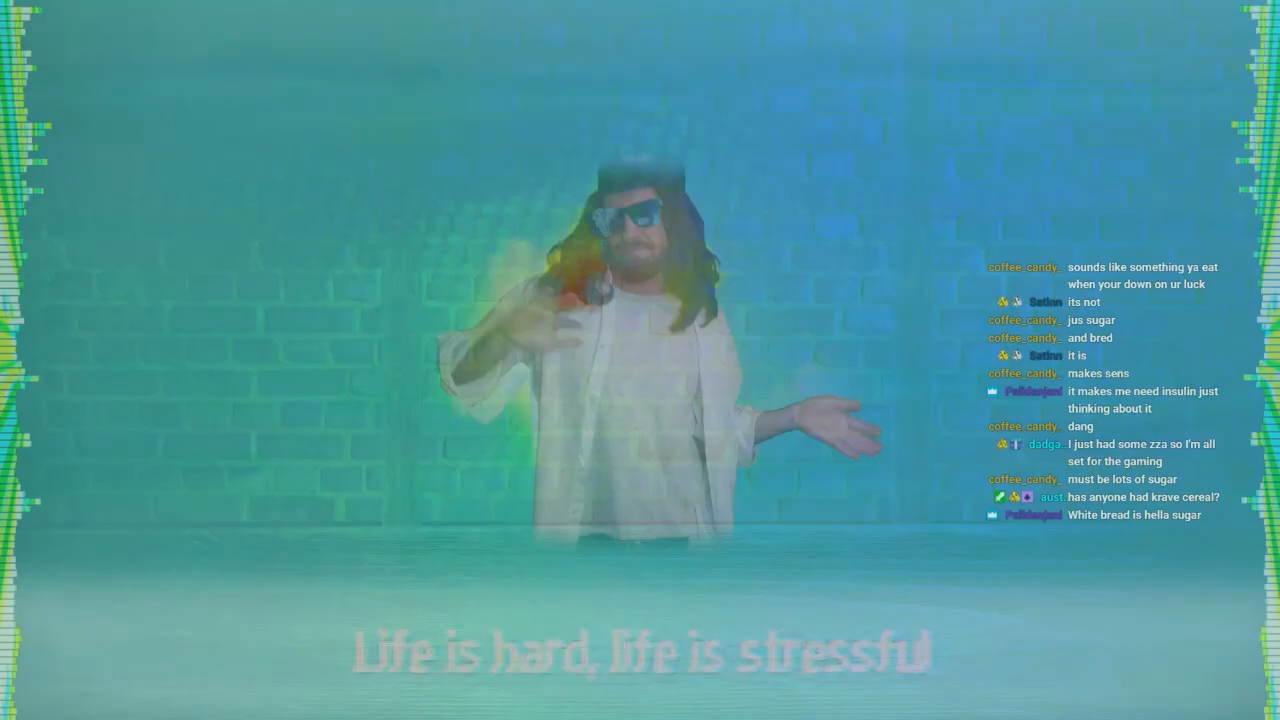 coffee_candy_ sounds like something ya eat
when your down on ur luck
Satinn its not
coffee_candy_ jus sugar
coffee_candy_ and bred
Satinn it is
coffee_candy_ makes sens
it makes me need insulin just
thinking about it
coffee_candy_ dang
dadga... I just had some zza so I'm all
set for the gaming
coffee_candy_ must be lots of sugar
aust has anyone had krave cereal?
White bread is hella sugar
Life is hard, life is stressful